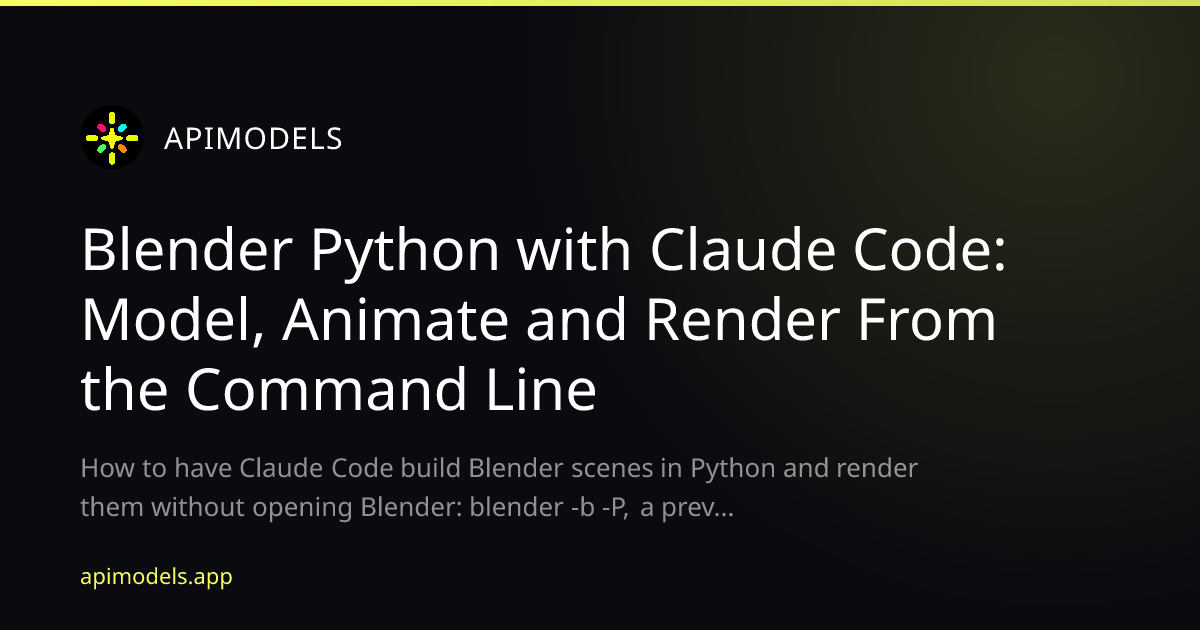 APIMODELS
Blender Python with Claude Code:
Model, Animate and Render From
the Command Line
How to have Claude Code build Blender scenes in Python and render
them without opening Blender: blender -b -P, a prev...
apimodels.app